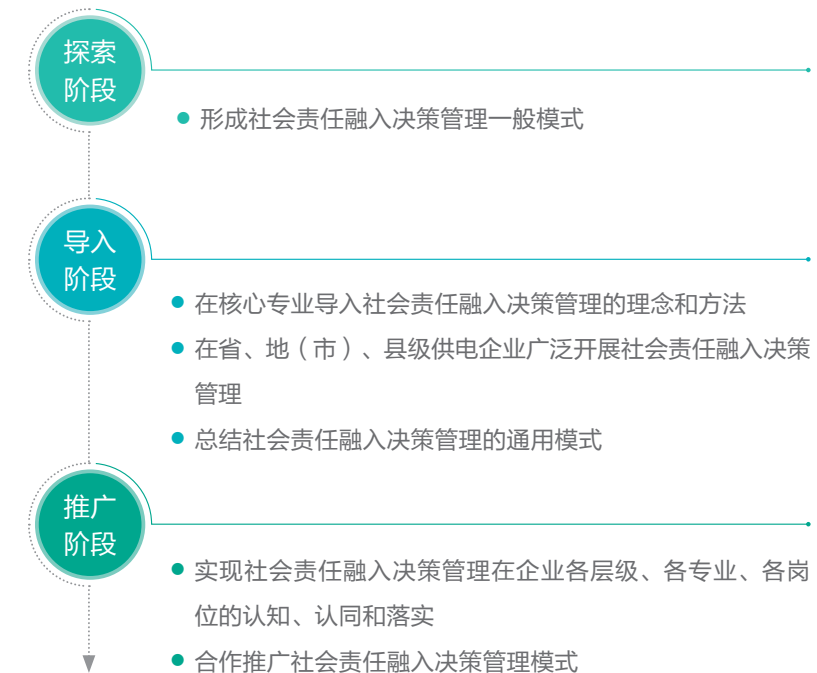 探索
阶段
形成社会责任融入决策管理一般模式
导入
阶段
在核心专业导入社会责任融入决策管理的理念和方法
在省、地（市）、县级供电企业广泛开展社会责任融入决策
管理
总结社会责任融入决策管理的通用模式
推广
阶段
实现社会责任融入决策管理在企业各层级、各专业、各岗
位的认知、认同和落实
合作推广社会责任融入决策管理模式